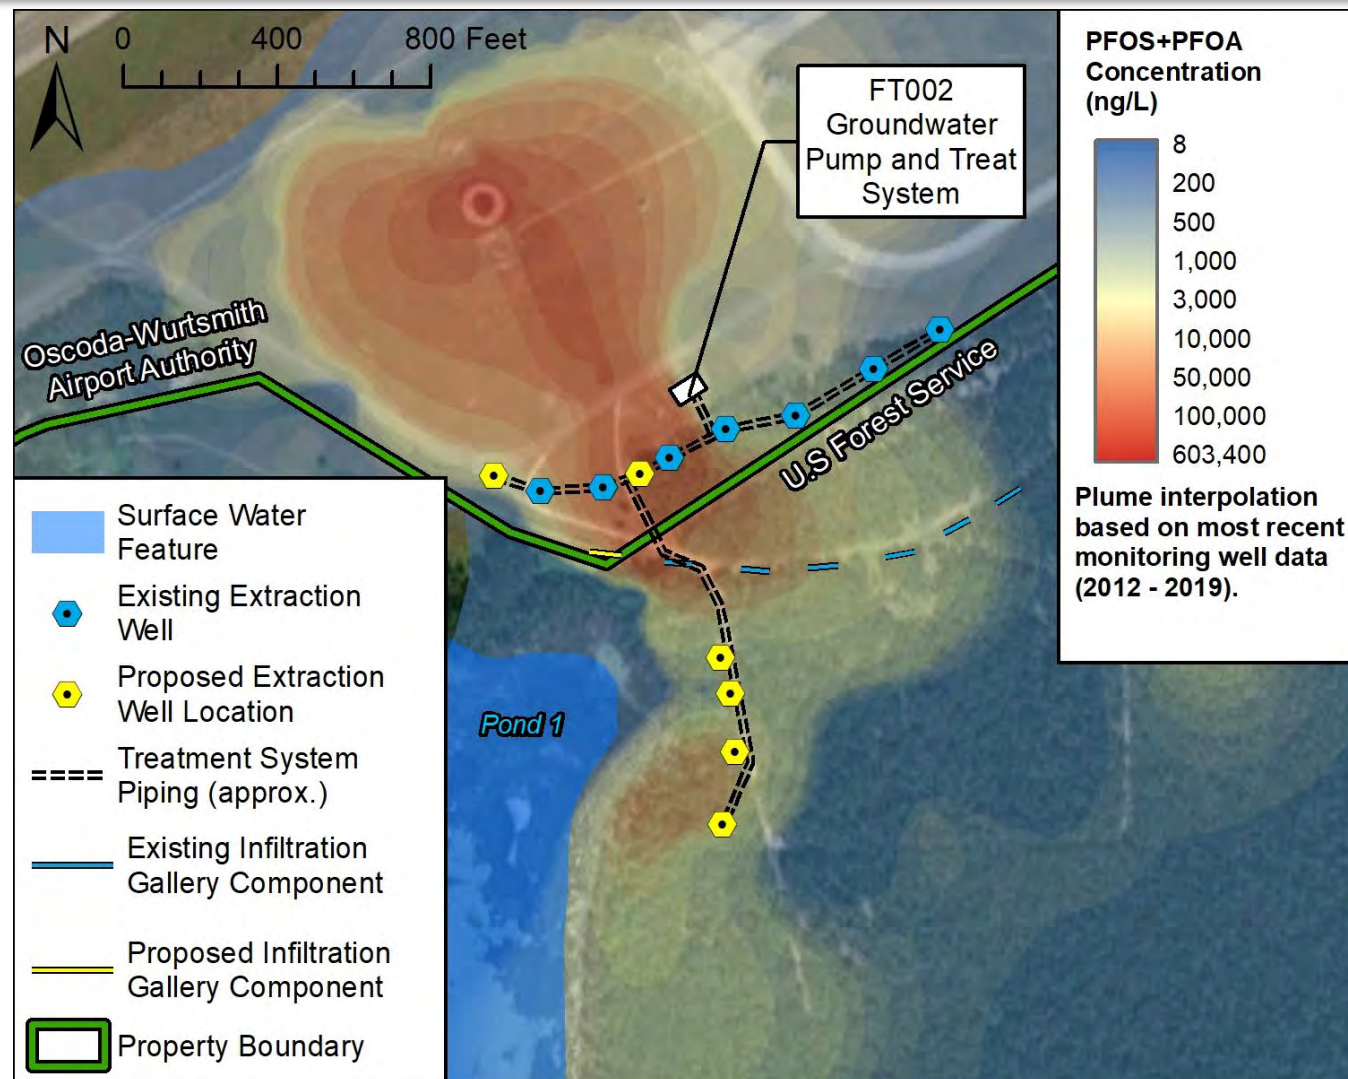 N
0 400 800 Feet
FT002
Groundwater
Pump and Treat
System
PFOS+PFOA
Concentration
(ng/L)
8
200
500
1,000
3,000
10,000
50,000
100,000
603,400
Plume interpolation
based on most recent
monitoring well data
(2012 - 2019).
Oscoda-Wurtsmith
Airport Authority
U.S Forest Service
Pond 1
Surface Water
Feature
Existing Extraction
Well
Proposed Extraction
Well Location
Treatment System
Piping (approx.)
Existing Infiltration
Gallery Component
Proposed Infiltration
Gallery Component
Property Boundary